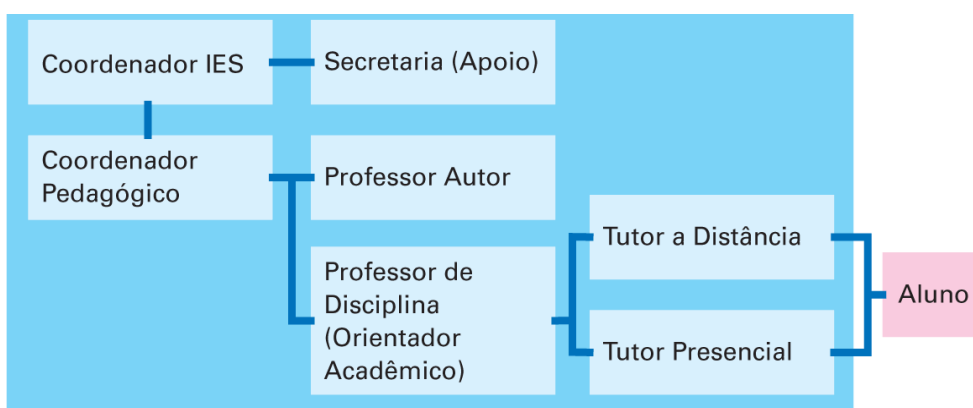 Coordenador IES
Secretaria (Apoio)
Coordenador
Pedagógico
Professor Autor
Professor de
Disciplina
(Orientador
Acadêmico)
Tutor a Distância
Tutor Presencial
Aluno